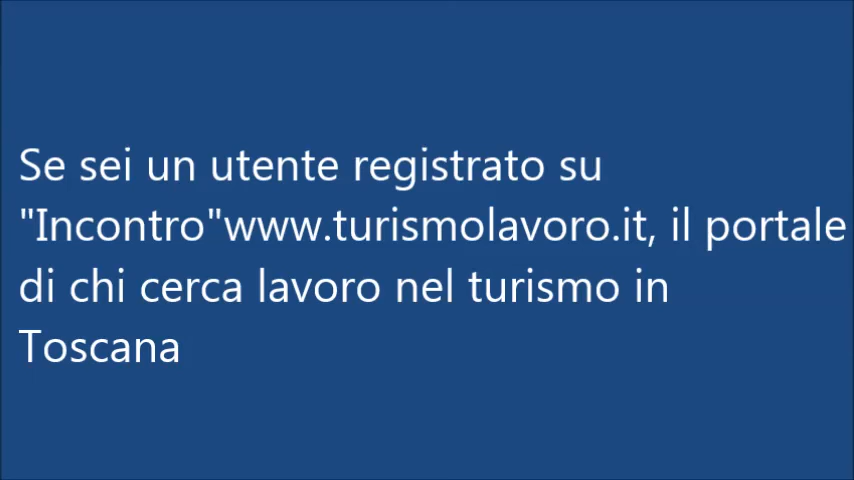 Se sei un utente registrato su
"Incontro"www.turismolavoro.it, il portale
di chi cerca lavoro nel turismo in
Toscana